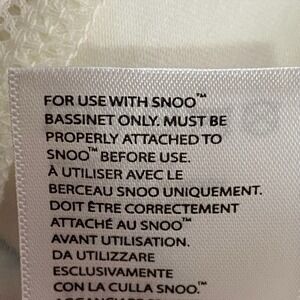 FOR USE WITH SNOO™
BASSINET ONLY. MUST BE
PROPERLY ATTACHED TO
SNOO™ BEFORE USE.
À UTILISER AVEC LE
BERCEAU SNOO UNIQUEMENT.
DOIT ÊTRE CORRECTEMENT
ATTACHÉ AU SNOO™
AVANT UTILISATION.
DA UTILIZZARE
ESCLUSIVAMENTE
CON LA CULLA SNOO.™